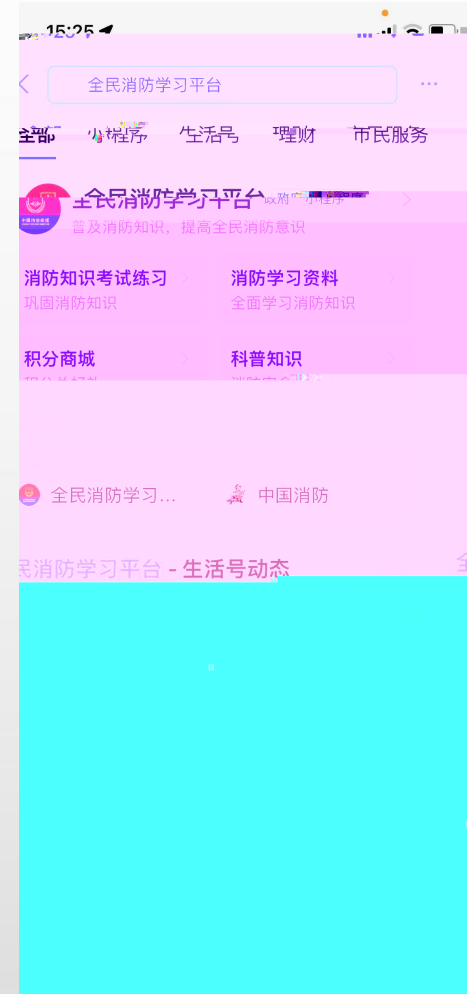 15:25
全民消防学习平台
全部 小程序 生活号 理财 市民服务
全民消防学习平台
普及消防知识，提高全民消防意识
消防知识考试练习 消防学习资料
巩固消防知识 全面学习消防知识
积分商城 科普知识
全民消防学习... 中国消防
民消防学习平台 - 生活号动态